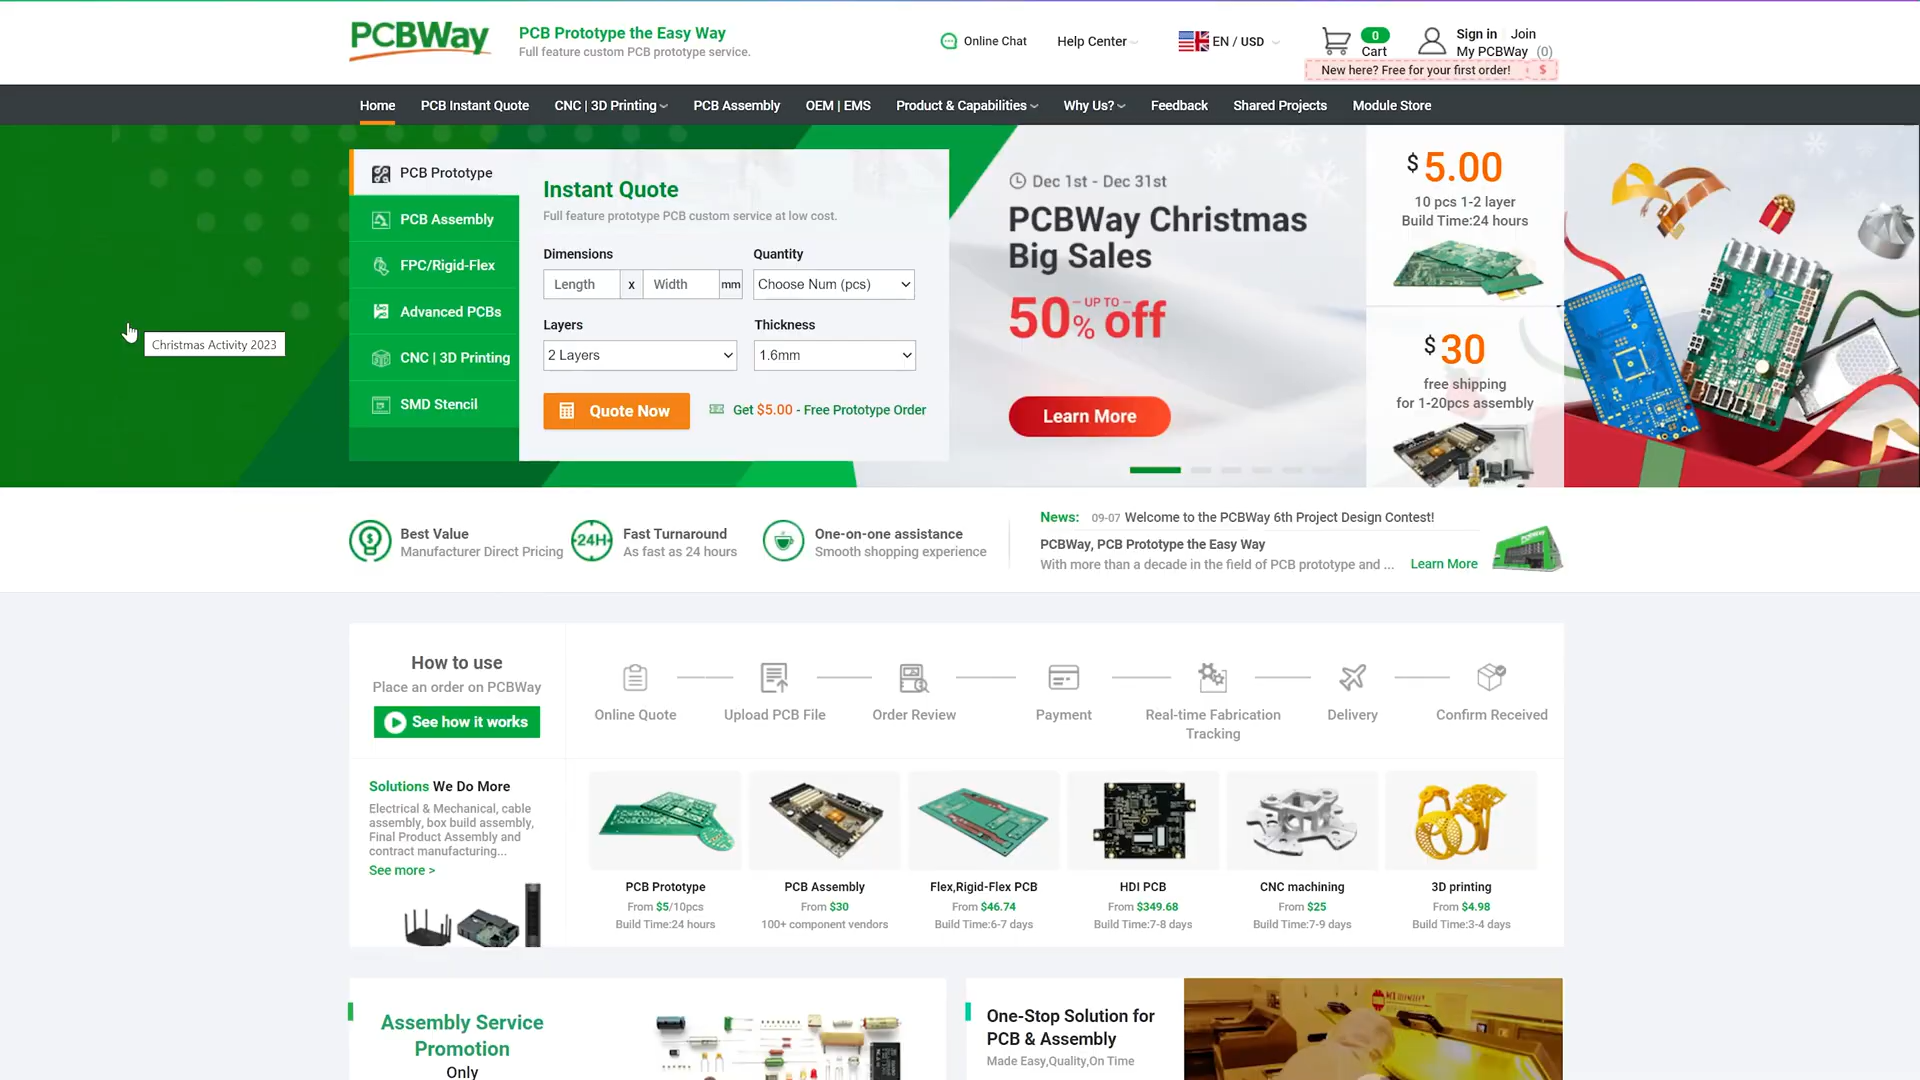 PCBWay
PCB Prototype the Easy Way
Full feature custom PCB prototype service.
Online Chat
Help Center
EN / USD
0
Cart
Sign in Join
My PCBWay (0)
New here? Free for your first order! $
Home
PCB Instant Quote
CNC | 3D Printing
PCB Assembly
OEM | EMS
Product & Capabilities
Why Us?
Feedback
Shared Projects
Module Store
PCB Prototype
PCB Assembly
FPC/Rigid-Flex
Advanced PCBs
CNC | 3D Printing
SMD Stencil
Christmas Activity 2023
Instant Quote
Full feature prototype PCB custom service at low cost.
Dimensions
Quantity
Length x Width mm
Choose Num (pcs)
Layers
Thickness
2 Layers
1.6mm
Quote Now
Get $5.00 - Free Prototype Order
Dec 1st - Dec 31st
PCBWay Christmas
Big Sales
UP TO
50% off
Learn More
$5.00
10 pcs 1-2 layer
Build Time:24 hours
$30
free shipping
for 1-20pcs assembly
Best Value
Manufacturer Direct Pricing
24H
Fast Turnaround
As fast as 24 hours
One-on-one assistance
Smooth shopping experience
News: 09-07 Welcome to the PCBWay 6th Project Design Contest!
PCBWay, PCB Prototype the Easy Way
With more than a decade in the field of PCB prototype and ... Learn More
How to use
Place an order on PCBWay
See how it works
Online Quote
Upload PCB File
Order Review
Payment
Real-time Fabrication
Tracking
Delivery
Confirm Received
Solutions We Do More
Electrical & Mechanical, cable
assembly, box build assembly,
Final Product Assembly and
contract manufacturing...
See more >
PCB Prototype
From $5/10pcs
Build Time:24 hours
PCB Assembly
From $30
100+ component vendors
Flex,Rigid-Flex PCB
From $46.74
Build Time:6-7 days
HDI PCB
From $349.68
Build Time:7-8 days
CNC machining
From $25
Build Time:7-9 days
3D printing
From $4.98
Build Time:3-4 days
Assembly Service
Promotion
Only
One-Stop Solution for
PCB & Assembly
Made Easy,Quality,On Time